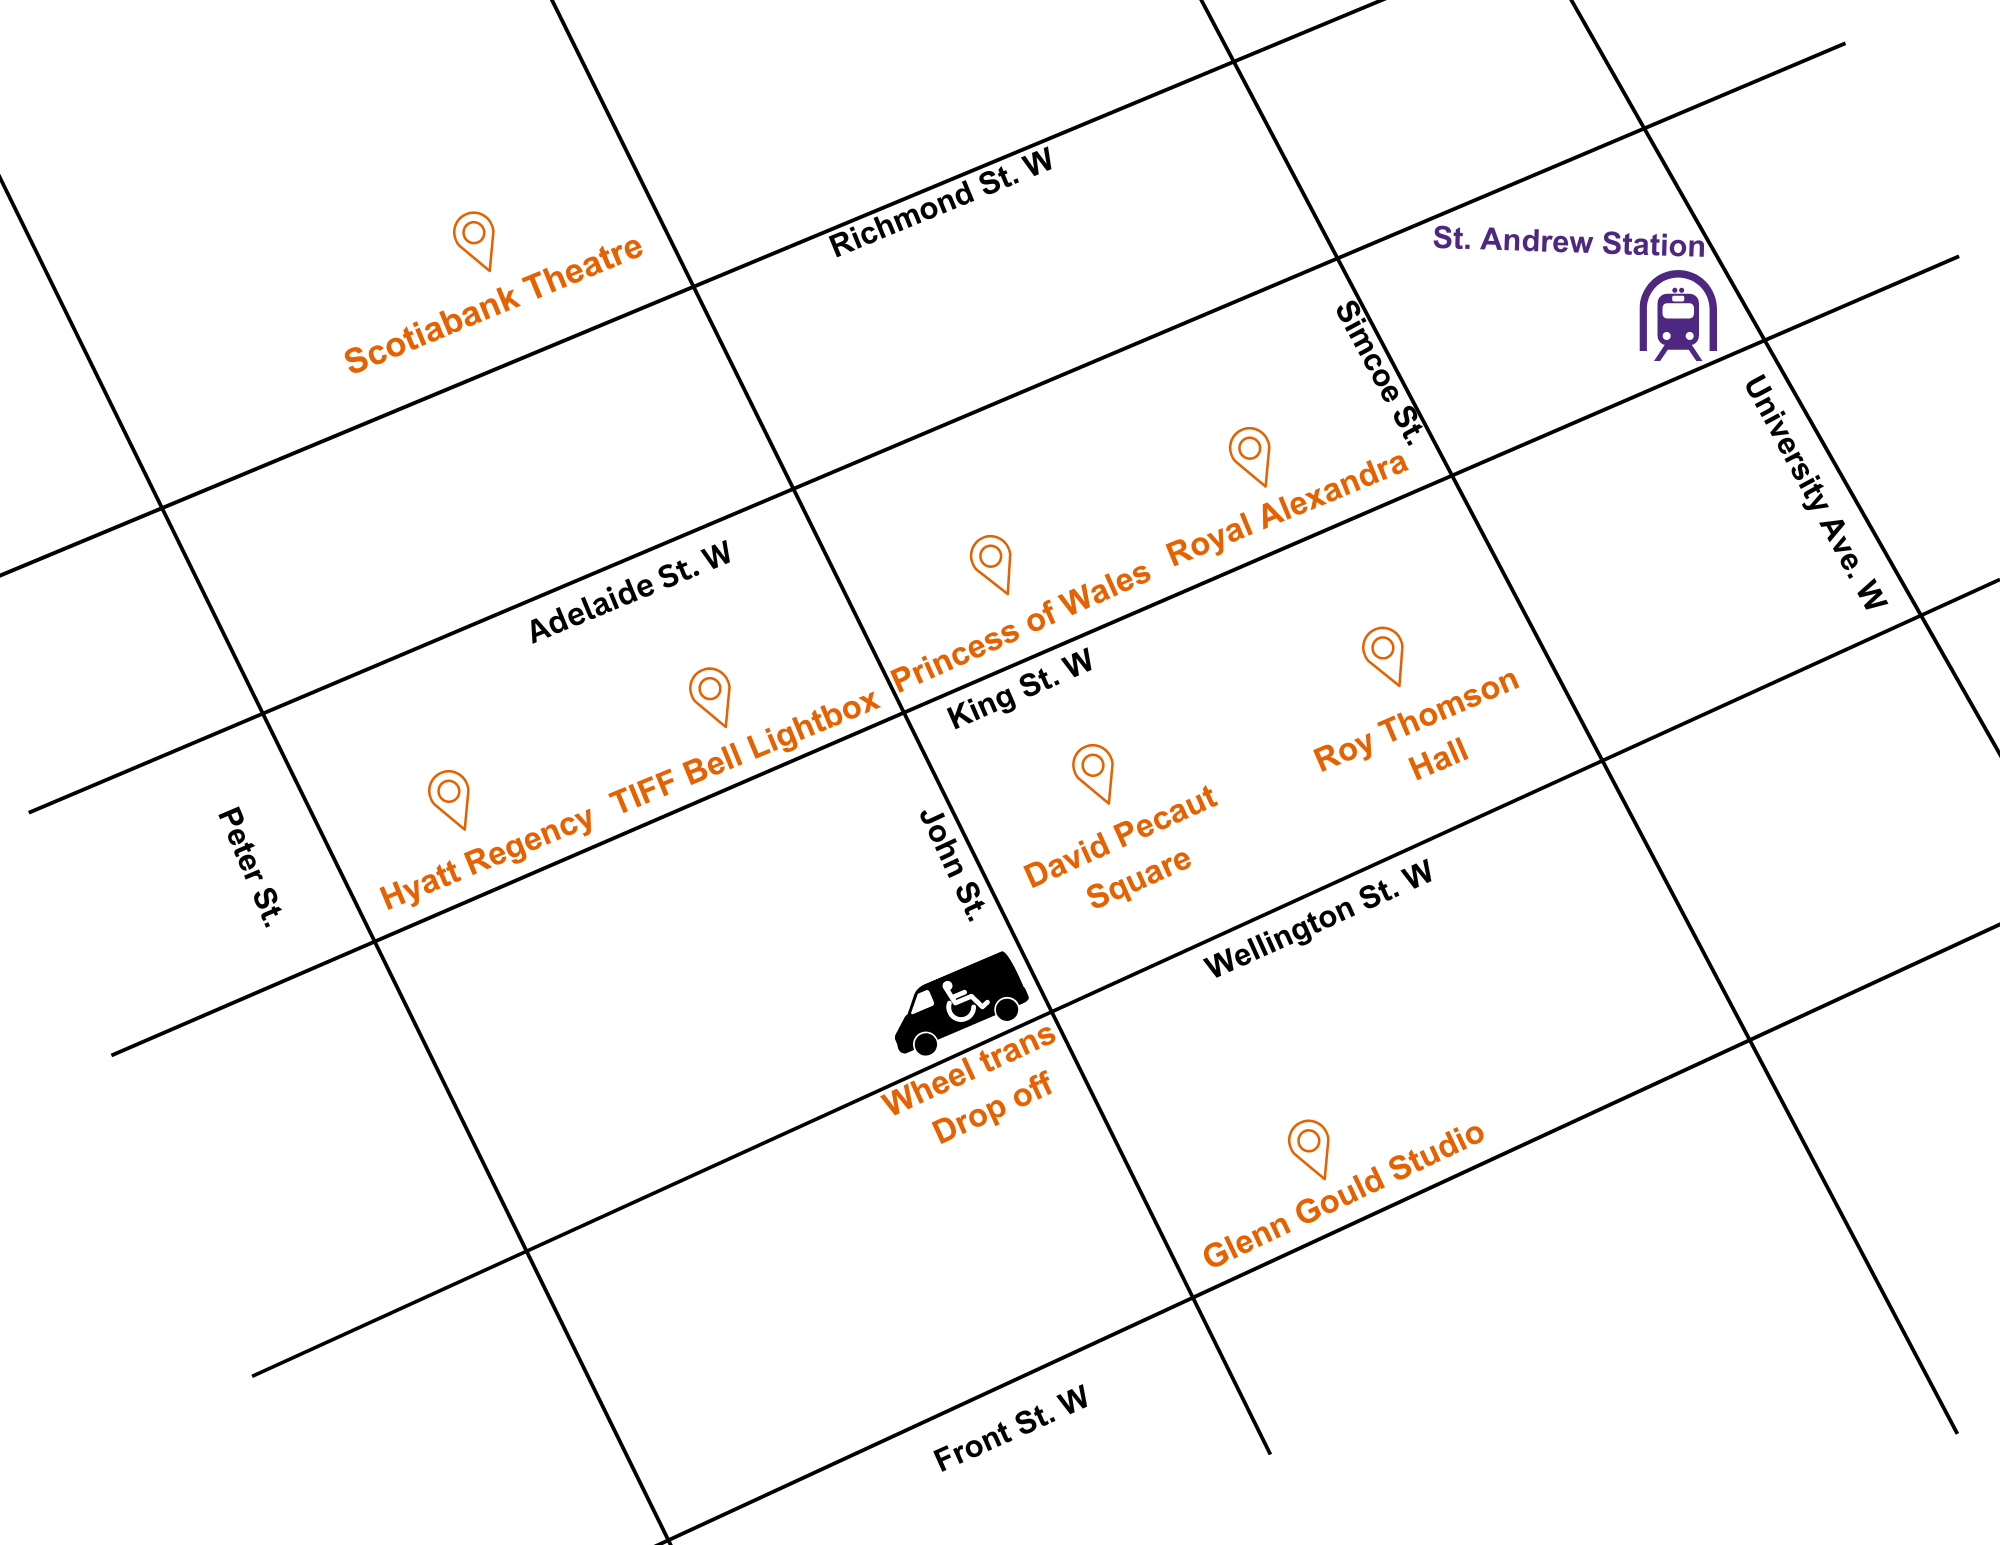 Richmond St. W
St. Andrew Station
Scotiabank Theatre
Simcoe St.
University Ave. W
Adelaide St. W
Royal Alexandra
Princess of Wales
King St. W
Roy Thomson
Hall
TIFF Bell Lightbox
Hyatt Regency
Peter St.
John St.
David Pecaut
Square
Wellington St. W
Wheel trans
Drop off
Glenn Gould Studio
Front St. W